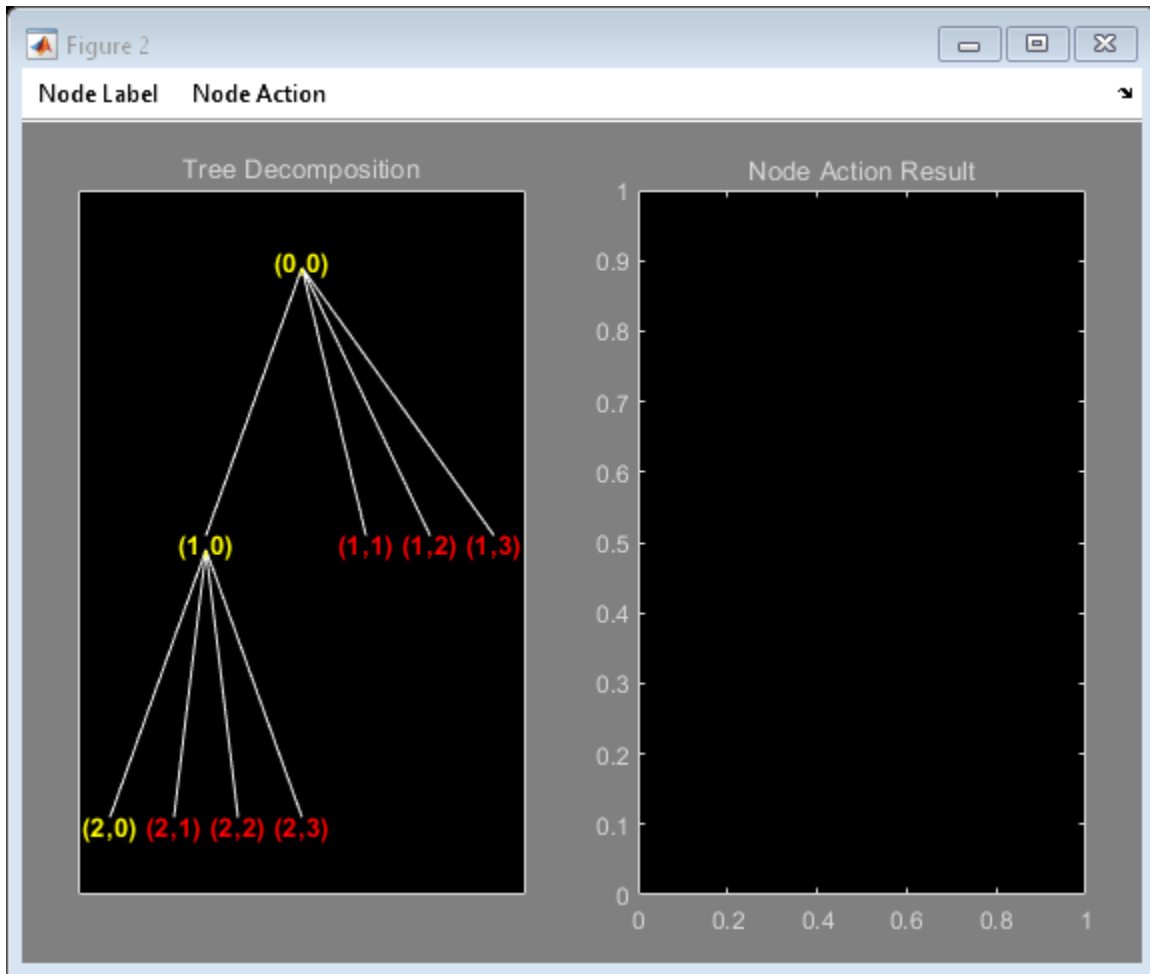 Figure 2
Node Label Node Action
Tree Decomposition
(0,0)
(1,0) (1,1) (1,2) (1,3)
(2,0) (2,1) (2,2) (2,3)
Node Action Result
1
0.9
0.8
0.7
0.6
0.5
0.4
0.3
0.2
0.1
0
0 0.2 0.4 0.6 0.8 1